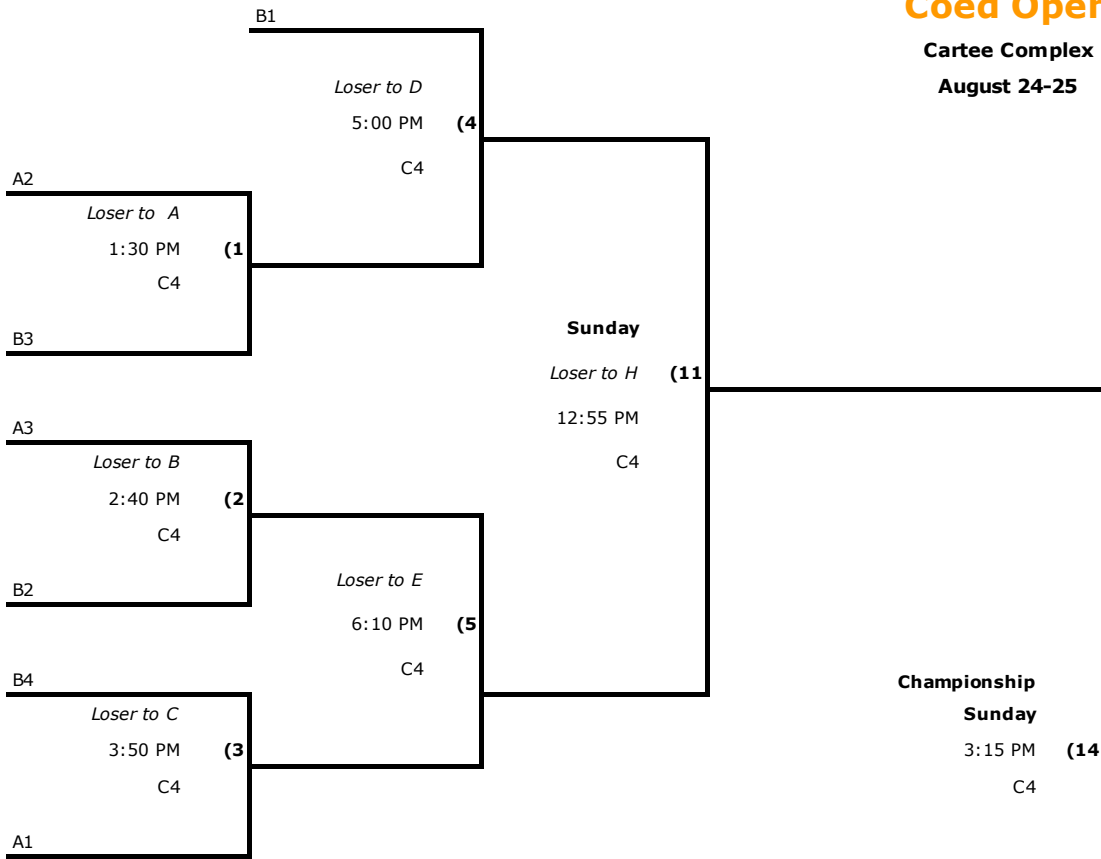 Coed Oper
B1
Cartee Complex
Loser to D
August 24-25
5:00 PM (4
C4
A2
Loser to A
1:30 PM (1
C4
B3
Sunday
Loser to H (11
12:55 PM
C4
A3
Loser to B
2:40 PM (2
C4
B2
Loser to E
6:10 PM (5
C4
B4
Loser to C
3:50 PM (3
C4
A1
Championship
Sunday
3:15 PM (14
C4